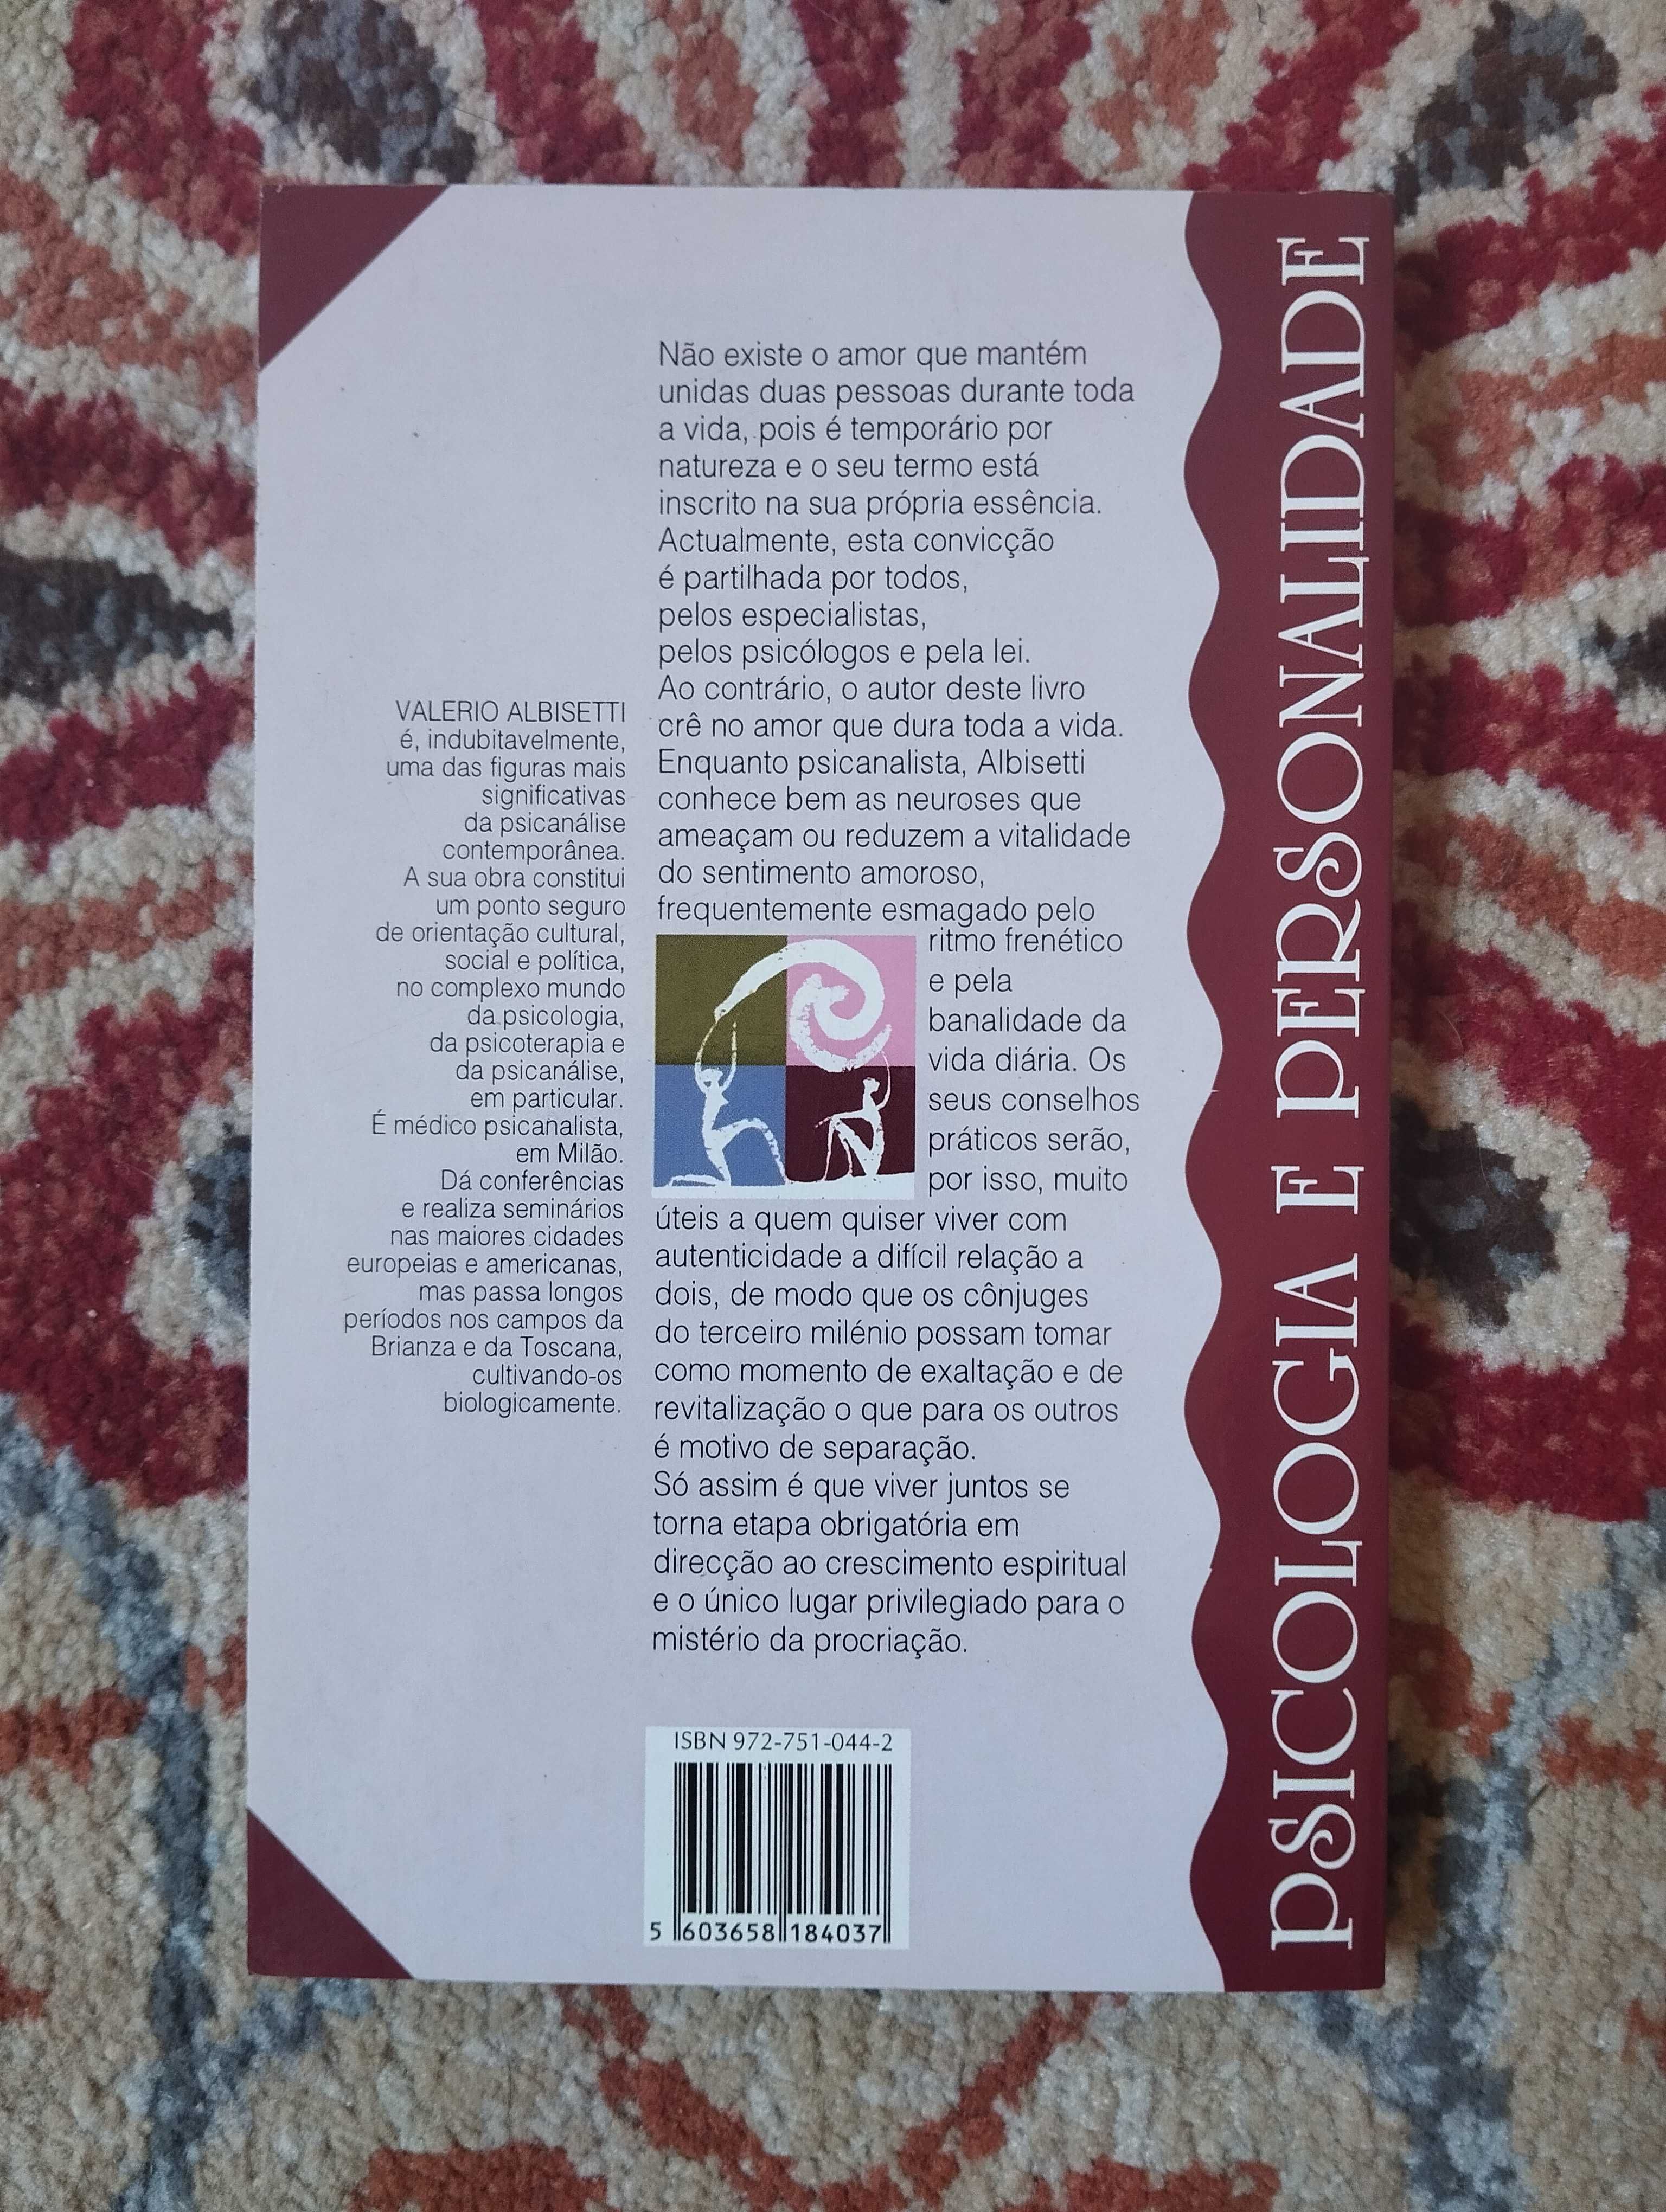 VALERIO ALBISETTI
é, indubitavelmente,
uma das figuras mais
significativas
da psicanálise
contemporânea.
A sua obra constitui
um ponto seguro
de orientação cultural,
social e política,
no complexo mundo
da psicologia,
da psicoterapia e
da psicanálise,
em particular.
É médico psicanalista,
em Milão.
Dá conferências
e realiza seminários
nas maiores cidades
europeias e americanas,
mas passa longos
períodos nos campos da
Brianza e da Toscana,
cultivando-os
biologicamente.
Não existe o amor que mantém
unidas duas pessoas durante toda
a vida, pois é temporário por
natureza e o seu termo está
inscrito na sua própria essência.
Actualmente, esta convicção
é partilhada por todos,
pelos especialistas,
pelos psicólogos e pela lei.
Ao contrário, o autor deste livro
crê no amor que dura toda a vida.
Enquanto psicanalista, Albisetti
conhece bem as neuroses que
ameaçam ou reduzem a vitalidade
do sentimento amoroso,
frequentemente esmagado pelo
ritmo frenético
e pela
banalidade da
vida diária. Os
seus conselhos
práticos serão,
por isso, muito
úteis a quem quiser viver com
autenticidade a difícil relação a
dois, de modo que os cônjuges
do terceiro milénio possam tomar
como momento de exaltação e de
revitalização o que para os outros
é motivo de separação.
Só assim é que viver juntos se
torna etapa obrigatória em
direcção ao crescimento espiritual
e o único lugar privilegiado para o
mistério da procriação.
ISBN 972-751-044-2
5 603658 184037
PSICOLOGIA E PERSONALIDADE